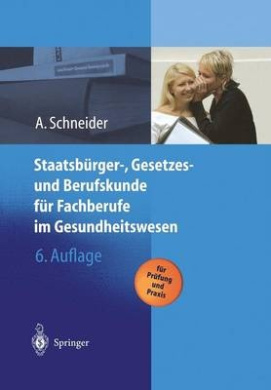 A. Schneider
Staatsbürger-, Gesetzes-
und Berufskunde
für Fachberufe
im Gesundheitswesen
6. Auflage
für
Prüfung und
Praxis
Springer